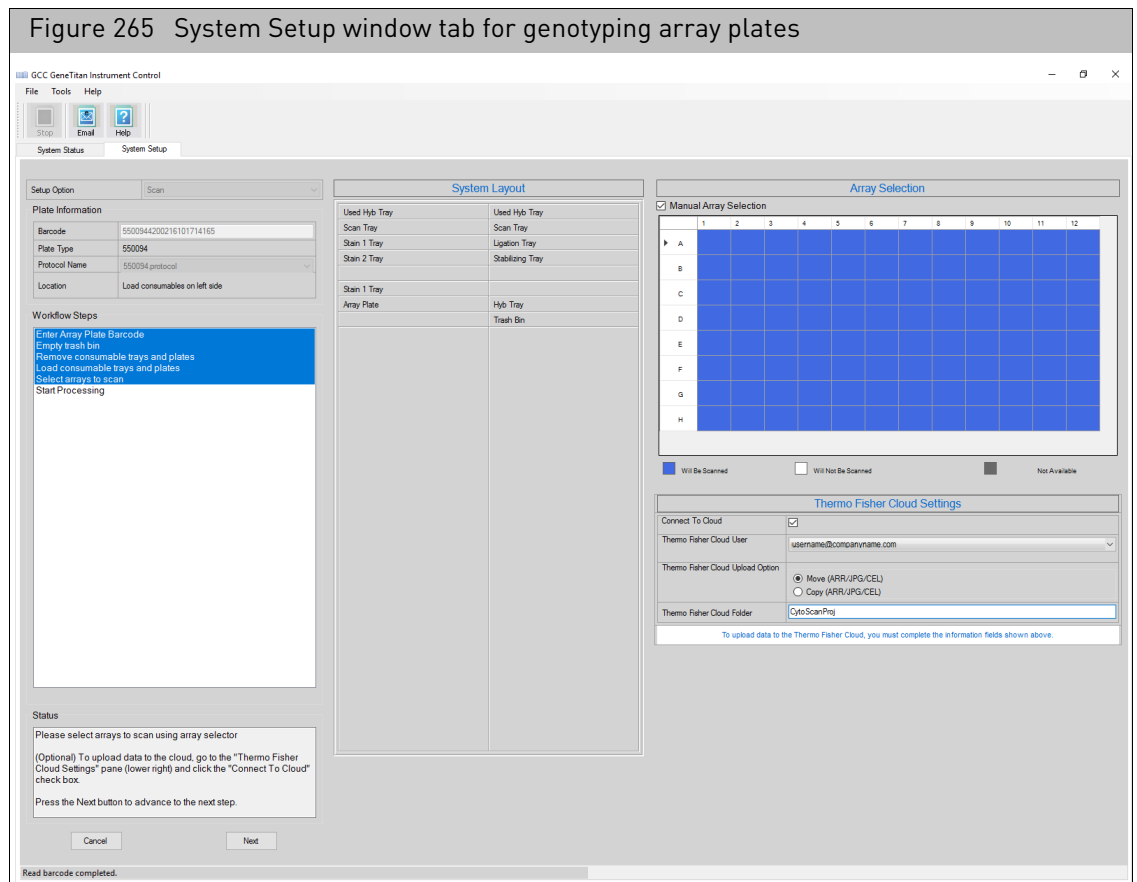 Figure 265 System Setup window tab for genotyping array plates
GCC GeneTitan Instrument Control
File Tools Help
Stop Email Help
System Status System Setup
Setup Option Scan
Plate Information
Barcode 5500944200216101714165
Plate Type 550094
Protocol Name 550094.protocol
Location Load consumables on left side
Workflow Steps
Enter Array Plate Barcode
Empty trash bin
Remove consumable trays and plates
Load consumable trays and plates
Select arrays to scan
Start Processing
Status
Please select arrays to scan using array selector
(Optional) To upload data to the cloud, go to the "Thermo Fisher
Cloud Settings" pane (lower right) and click the "Connect To Cloud"
check box.
Press the Next button to advance to the next step.
Cancel Next
System Layout
Used Hyb Tray Used Hyb Tray
Scan Tray Scan Tray
Stain 1 Tray Ligation Tray
Stain 2 Tray Stabilizing Tray
Stain 1 Tray
Array Plate Hyb Tray
Trash Bin
Array Selection
Manual Array Selection
1 2 3 4 5 6 7 8 9 10 11 12
A
B
C
D
E
F
G
H
Will Be Scanned Will Not Be Scanned Not Available
Thermo Fisher Cloud Settings
Connect To Cloud
Thermo Fisher Cloud User username@companyname.com
Thermo Fisher Cloud Upload Option
Move (ARR/JPG/CEL)
Copy (ARR/JPG/CEL)
Thermo Fisher Cloud Folder CytoScanProj
To upload data to the Thermo Fisher Cloud, you must complete the information fields shown above.
Read barcode completed.